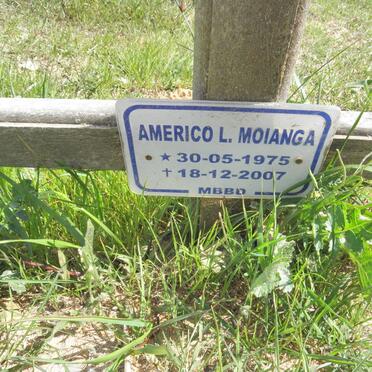 AMERICO L. MOIANGA
★ 30-05-1975
✝ 18-12-2007
MBBD